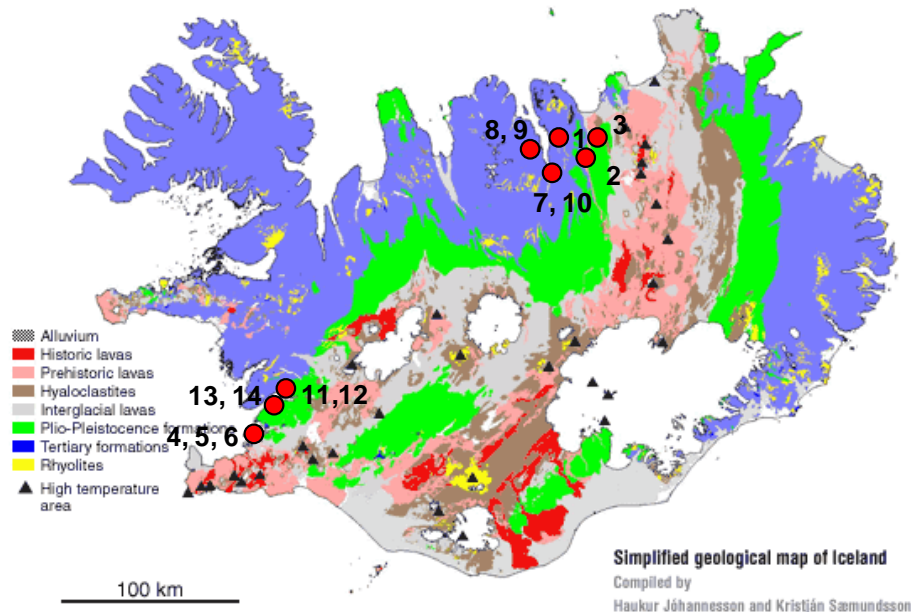 8, 9
1
3
2
7, 10
Alluvium
Historic lavas
Prehistoric lavas
Hyaloclastites
Interglacial lavas
Plio-Pleistocence formations
Tertiary formations
Rhyolites
High temperature
area
13, 14
11,12
4, 5, 6
100 km
Simplified geological map of Iceland
Compiled by
Haukur Jóhannesson and Kristján Sæmundsson